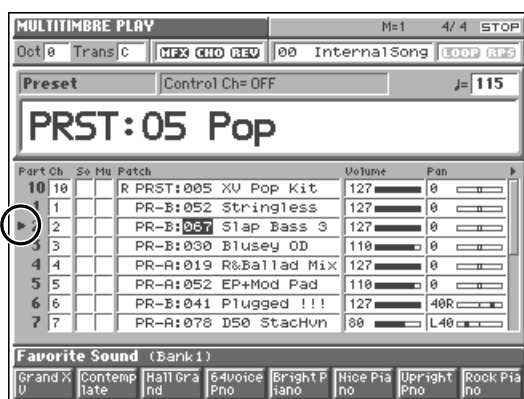 MULTITIMBRE PLAY M=1 4/4 STOP
Oct 0 Trans C MFX CHO REV 00 InternalSong LOOP RPS
Preset Control Ch=OFF ♩= 115
PRST:05 Pop
Part Ch So Mu Patch Volume Pan
10 10 R PRST:005 XV Pop Kit 127 0
1 1 PR-B:052 Stringless 127 0
2 2 PR-B:067 Slap Bass 3 127 0
3 3 PR-B:030 Blusey OD 110 0
4 4 PR-A:019 R&Ballad Mix 127 0
5 5 PR-A:052 EP+Mod Pad 110 0
6 6 PR-B:041 Plugged !!! 127 40R
7 7 PR-A:078 D50 StacHvn 80 L40
Favorite Sound (Bank1)
Grand X Contemp Hall Gra 64voice Bright P Nice Pia Upright Rock Pia
V late nd Pno iano no Pno no